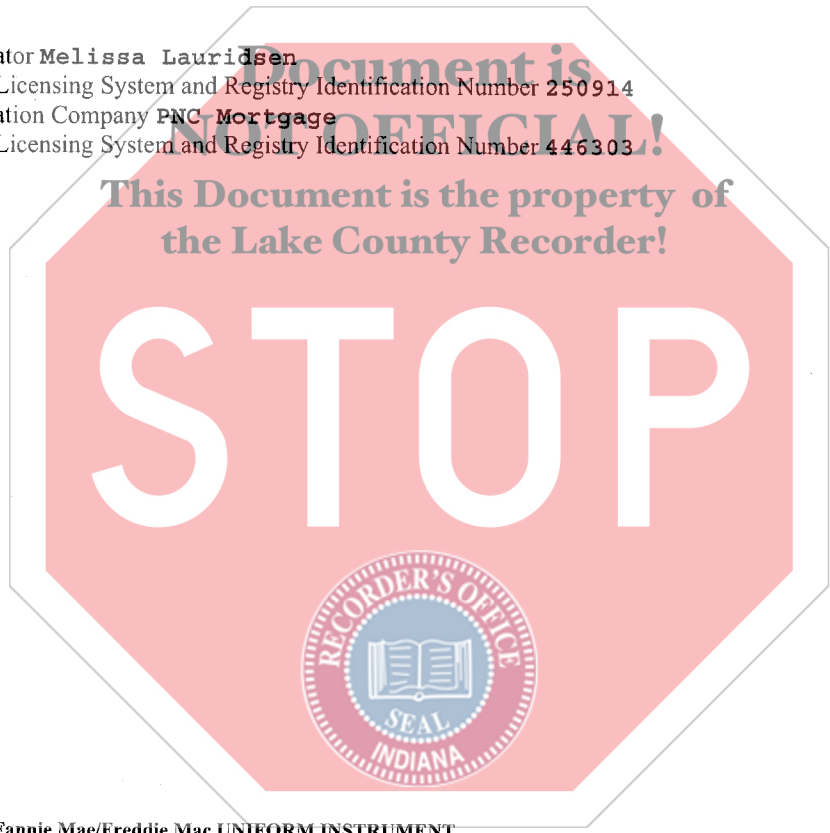 ator Melissa Lauridsen
Licensing System and Registry Identification Number 250914
ation Company PNC Mortgage
Licensing System and Registry Identification Number 446303
Document is
NOT OFFICIAL!
This Document is the property of
the Lake County Recorder!
STOP
RECORDER'S OFFICE
SEAL
INDIANA
Fannie Mae/Freddie Mac UNIFORM INSTRUMENT